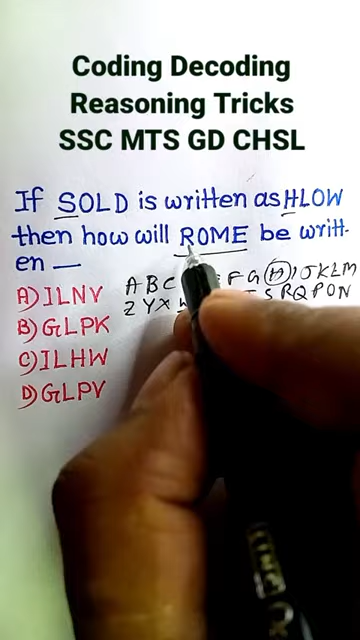 Coding Decoding
Reasoning Tricks
SSC MTS GD CHSL
If SOLD is written as HLOW
then how will ROME be writt-
en —
A B C F G H I J K L M
Z Y X S R Q P O N
A) ILNV
B) GLPK
C) ILHW
D) GLPV